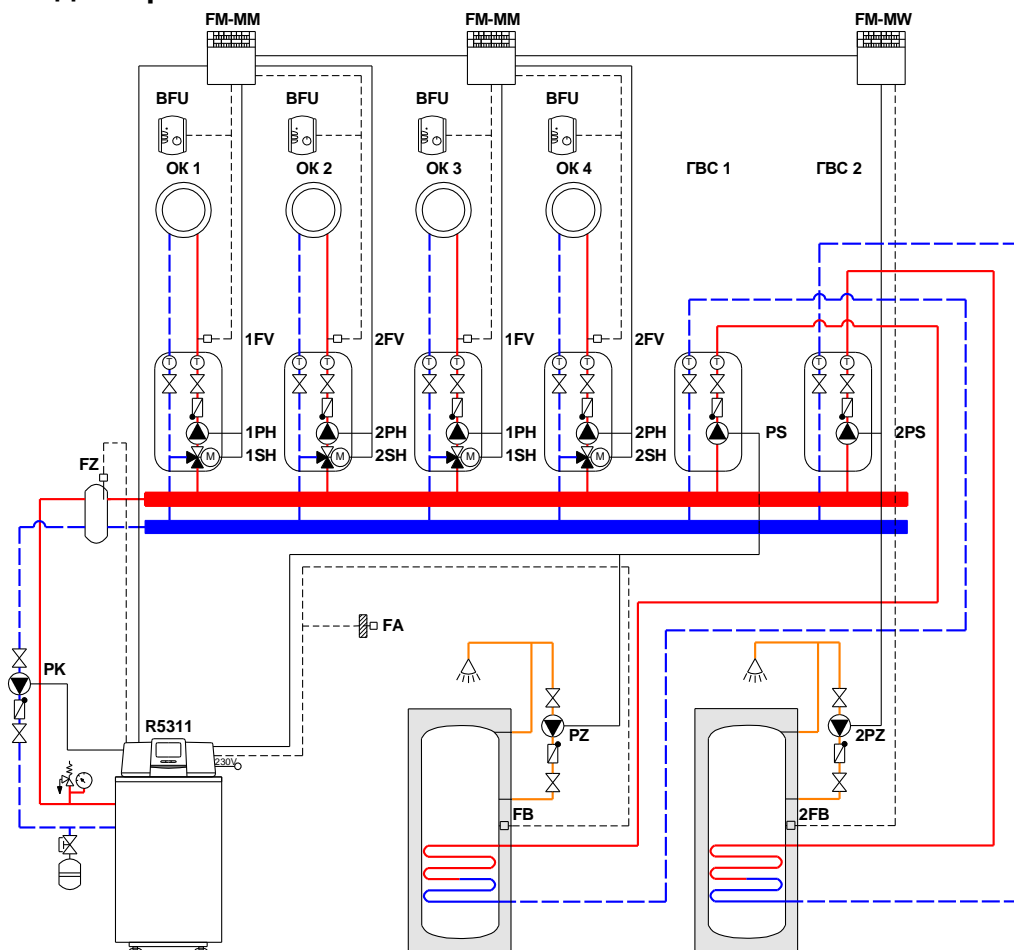 FM-MM FM-MM FM-MW
BFU BFU BFU BFU
ОК 1 ОК 2 ОК 3 ОК 4 ГВС 1 ГВС 2
1FV 2FV 1FV 2FV
T T T T T T T T T T T T
1PH 2PH 1PH 2PH PS 2PS
M 1SH M 2SH M 1SH M 2SH
FZ
FA
PK
R5311
230V
PZ 2PZ
FB 2FB